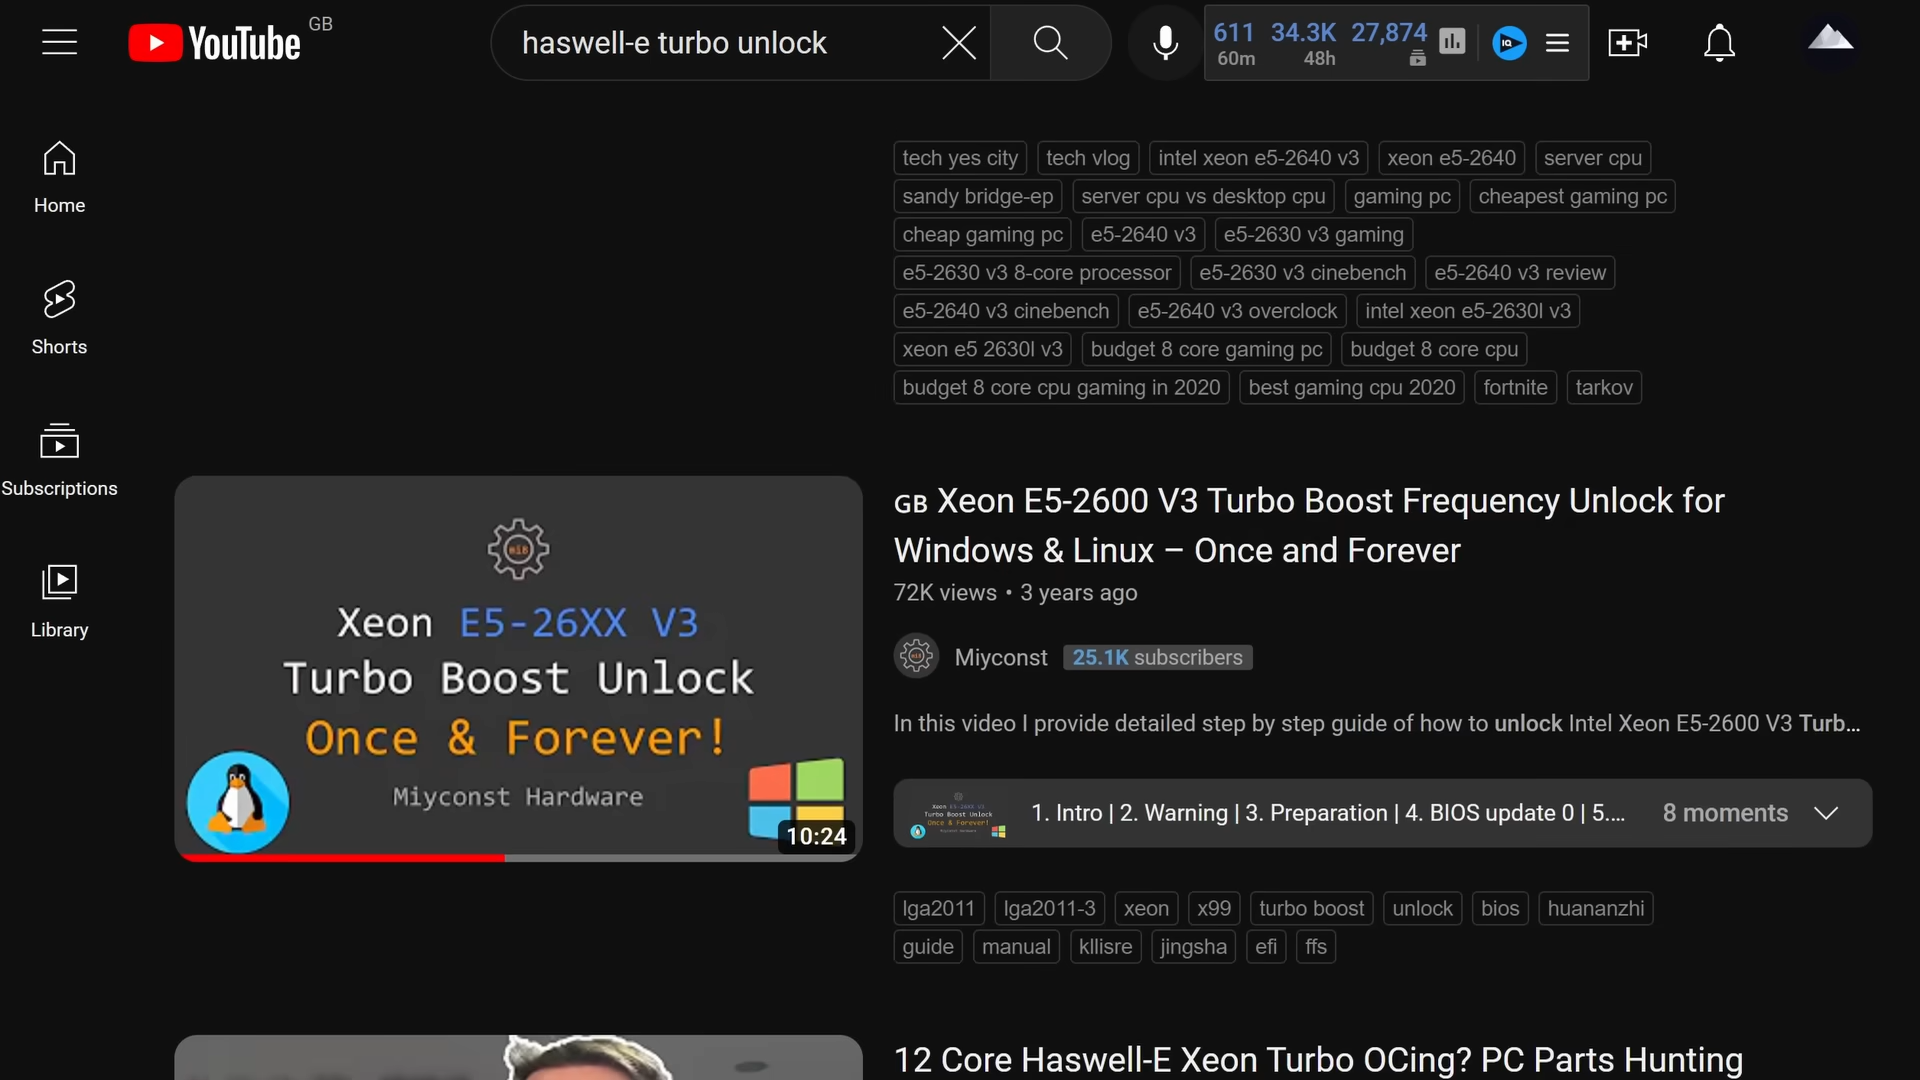 YouTube GB
haswell-e turbo unlock
611 34.3K 27,874
60m 48h
IQ
Home
Shorts
Subscriptions
Library
tech yes city tech vlog intel xeon e5-2640 v3 xeon e5-2640 server cpu
sandy bridge-ep server cpu vs desktop cpu gaming pc cheapest gaming pc
cheap gaming pc e5-2640 v3 e5-2630 v3 gaming
e5-2630 v3 8-core processor e5-2630 v3 cinebench e5-2640 v3 review
e5-2640 v3 cinebench e5-2640 v3 overclock intel xeon e5-2630l v3
xeon e5 2630l v3 budget 8 core gaming pc budget 8 core cpu
budget 8 core cpu gaming in 2020 best gaming cpu 2020 fortnite tarkov
Xeon E5-26XX V3
Turbo Boost Unlock
Once & Forever!
Miyconst Hardware
10:24
GB Xeon E5-2600 V3 Turbo Boost Frequency Unlock for
Windows & Linux – Once and Forever
72K views • 3 years ago
Miyconst 25.1K subscribers
In this video I provide detailed step by step guide of how to unlock Intel Xeon E5-2600 V3 Turb...
Xeon E5-26XX V3
Turbo Boost Unlock
Once & Forever!
1. Intro | 2. Warning | 3. Preparation | 4. BIOS update 0 | 5.... 8 moments
lga2011 lga2011-3 xeon x99 turbo boost unlock bios huananzhi
guide manual kllisre jingsha efi ffs
12 Core Haswell-E Xeon Turbo OCing? PC Parts Hunting